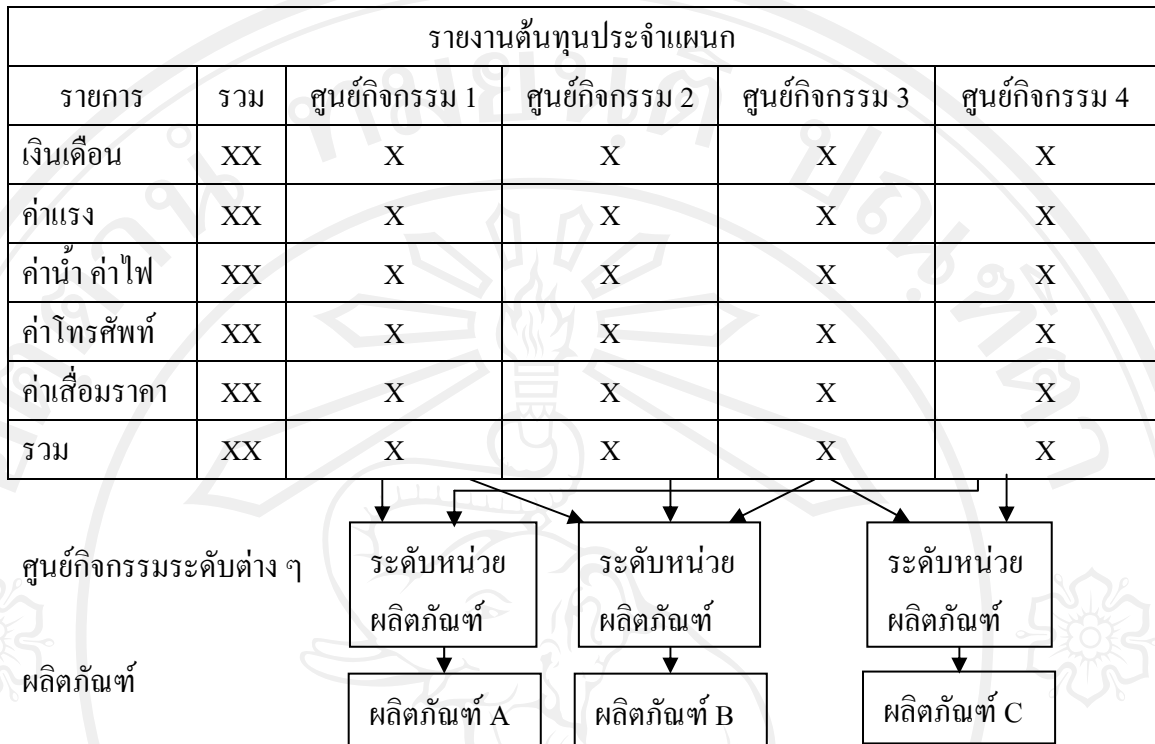 รายงานต้นทุนประจำแผนก
รายการ รวม ศูนย์กิจกรรม 1 ศูนย์กิจกรรม 2 ศูนย์กิจกรรม 3 ศูนย์กิจกรรม 4
เงินเดือน XX X X X X
ค่าแรง XX X X X X
ค่าน้ำ ค่าไฟ XX X X X X
ค่าโทรศัพท์ XX X X X X
ค่าเสื่อมราคา XX X X X X
รวม XX X X X X
ศูนย์กิจกรรมระดับต่าง ๆ
ระดับหน่วย
ผลิตภัณฑ์
ระดับหน่วย
ผลิตภัณฑ์
ระดับหน่วย
ผลิตภัณฑ์
ผลิตภัณฑ์
ผลิตภัณฑ์ A
ผลิตภัณฑ์ B
ผลิตภัณฑ์ C